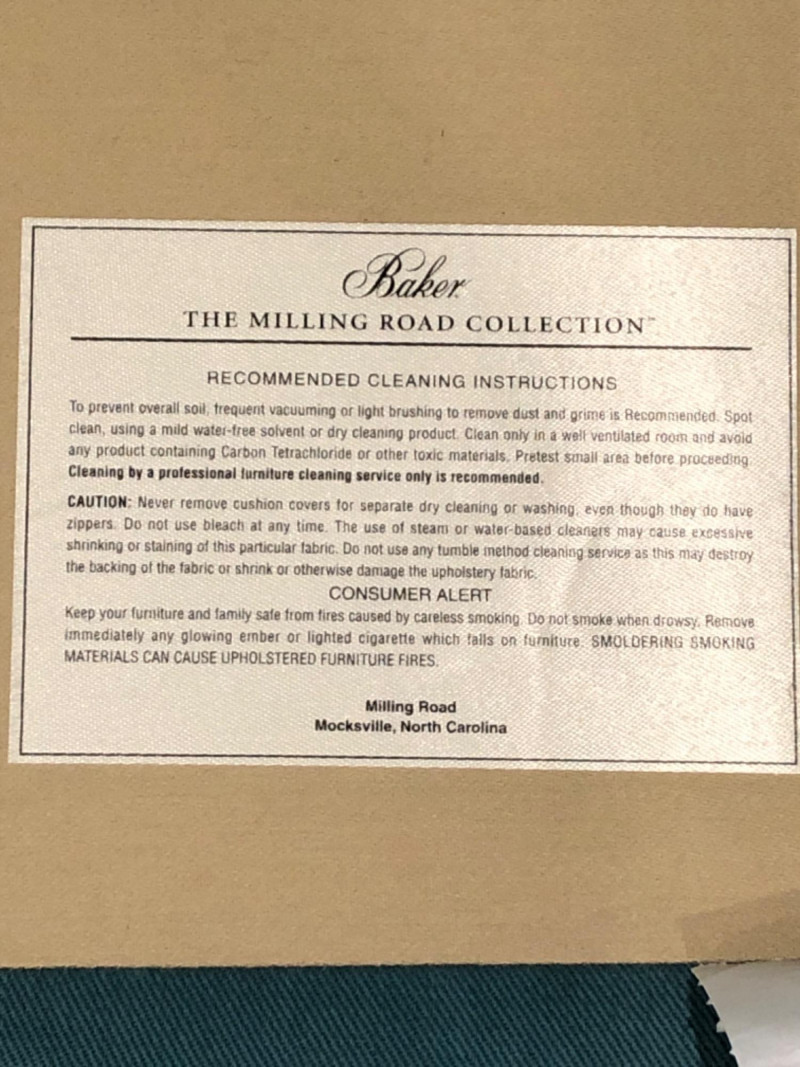 Baker
THE MILLING ROAD COLLECTION™
RECOMMENDED CLEANING INSTRUCTIONS
To prevent overall soil, frequent vacuuming or light brushing to remove dust and grime is Recommended. Spot
clean, using a mild water-free solvent or dry cleaning product. Clean only in a well ventilated room and avoid
any product containing Carbon Tetrachloride or other toxic materials. Pretest small area before proceeding.
Cleaning by a professional furniture cleaning service only is recommended.
CAUTION: Never remove cushion covers for separate dry cleaning or washing, even though they do have
zippers. Do not use bleach at any time. The use of steam or water-based cleaners may cause excessive
shrinking or staining of this particular fabric. Do not use any tumble method cleaning service as this may destroy
the backing of the fabric or shrink or otherwise damage the upholstery fabric.
CONSUMER ALERT
Keep your furniture and family safe from fires caused by careless smoking. Do not smoke when drowsy. Remove
immediately any glowing ember or lighted cigarette which falls on furniture. SMOLDERING SMOKING
MATERIALS CAN CAUSE UPHOLSTERED FURNITURE FIRES.
Milling Road
Mocksville, North Carolina